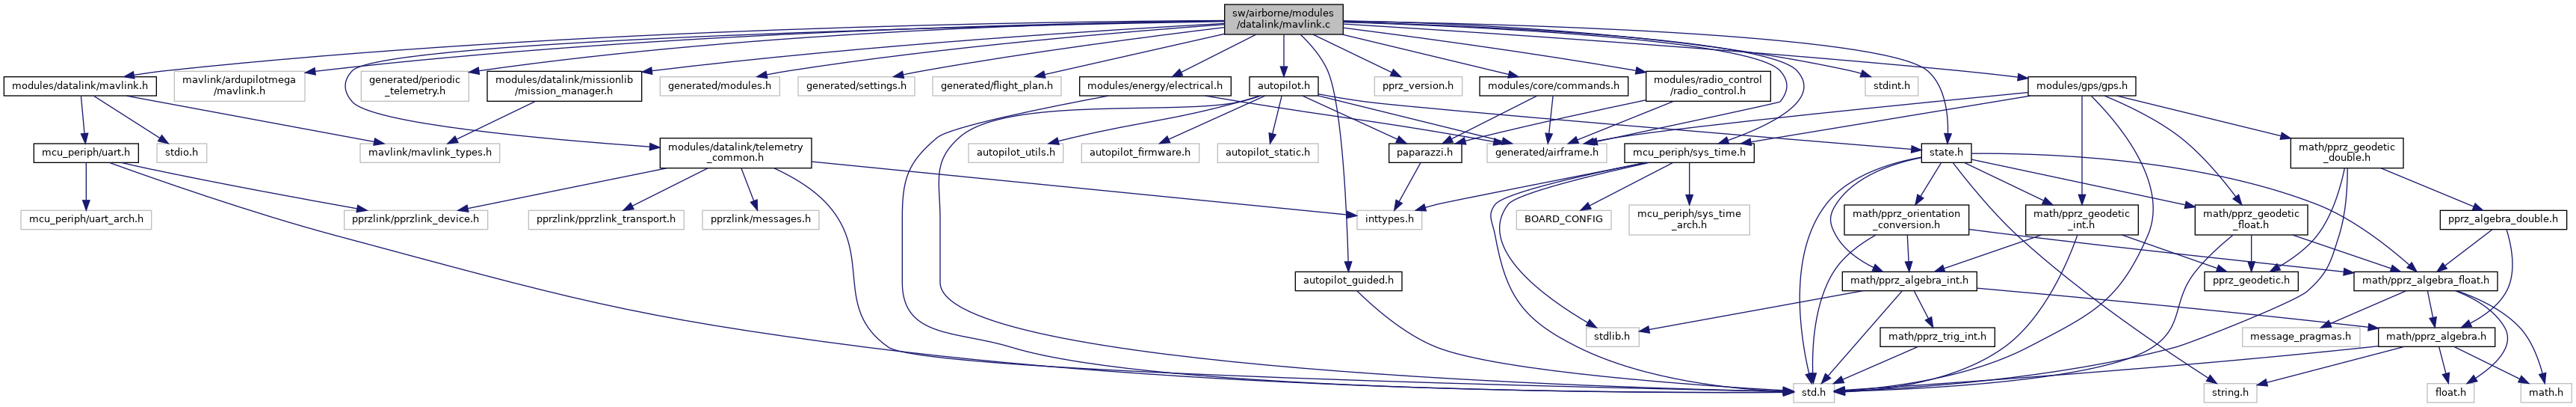 sw/airborne/modules
/datalink/mavlink.c
modules/datalink/mavlink.h
mavlink/ardupilotmega
/mavlink.h
generated/periodic
_telemetry.h
modules/datalink/missionlib
/mission_manager.h
generated/modules.h
generated/settings.h
generated/flight_plan.h
modules/energy/electrical.h
autopilot.h
pprz_version.h
modules/core/commands.h
modules/radio_control
/radio_control.h
stdint.h
modules/gps/gps.h
mcu_periph/uart.h
stdio.h
mavlink/mavlink_types.h
modules/datalink/telemetry
_common.h
autopilot_utils.h
autopilot_firmware.h
autopilot_static.h
paparazzi.h
generated/airframe.h
mcu_periph/sys_time.h
state.h
math/pprz_geodetic
_double.h
mcu_periph/uart_arch.h
pprzlink/pprzlink_device.h
pprzlink/pprzlink_transport.h
pprzlink/messages.h
inttypes.h
BOARD_CONFIG
mcu_periph/sys_time
_arch.h
math/pprz_orientation
_conversion.h
math/pprz_geodetic
_int.h
math/pprz_geodetic
_float.h
pprz_algebra_double.h
autopilot_guided.h
math/pprz_algebra_int.h
pprz_geodetic.h
math/pprz_algebra_float.h
stdlib.h
math/pprz_trig_int.h
message_pragmas.h
math/pprz_algebra.h
std.h
string.h
float.h
math.h